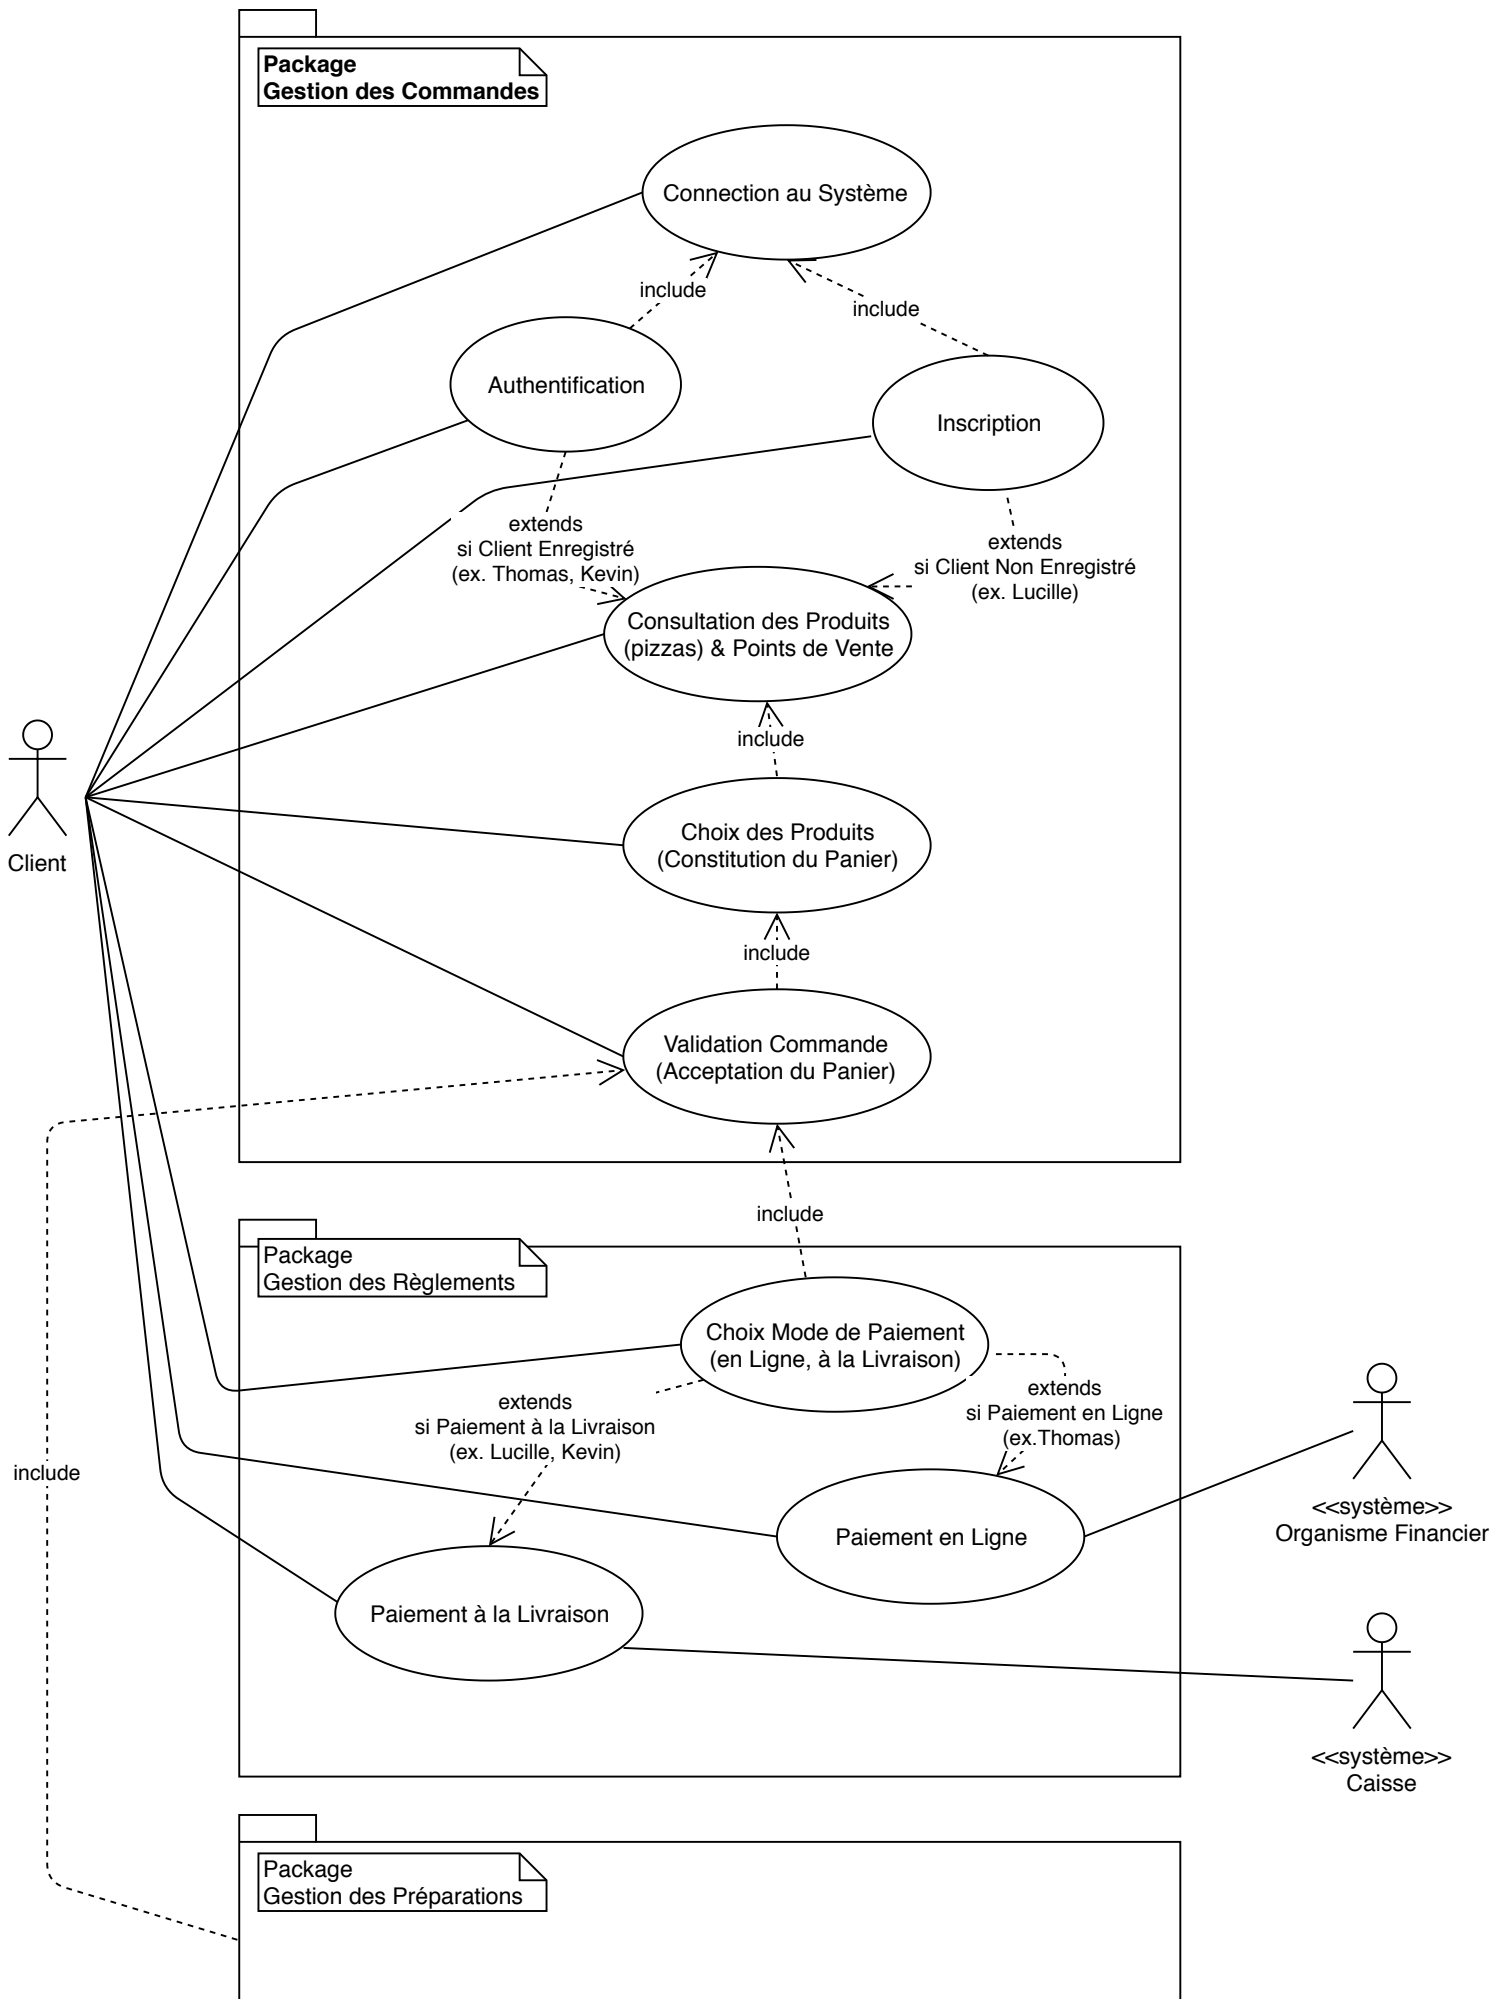 Package
Gestion des Commandes
Connection au Système
include
include
Authentification
Inscription
extends
si Client Enregistré
(ex. Thomas, Kevin)
extends
si Client Non Enregistré
(ex. Lucille)
Consultation des Produits
(pizzas) & Points de Vente
include
Client
Choix des Produits
(Constitution du Panier)
include
Validation Commande
(Acceptation du Panier)
include
Package
Gestion des Règlements
Choix Mode de Paiement
(en Ligne, à la Livraison)
extends
si Paiement à la Livraison
(ex. Lucille, Kevin)
extends
si Paiement en Ligne
(ex.Thomas)
include
<<système>>
Organisme Financier
Paiement en Ligne
Paiement à la Livraison
<<système>>
Caisse
Package
Gestion des Préparations